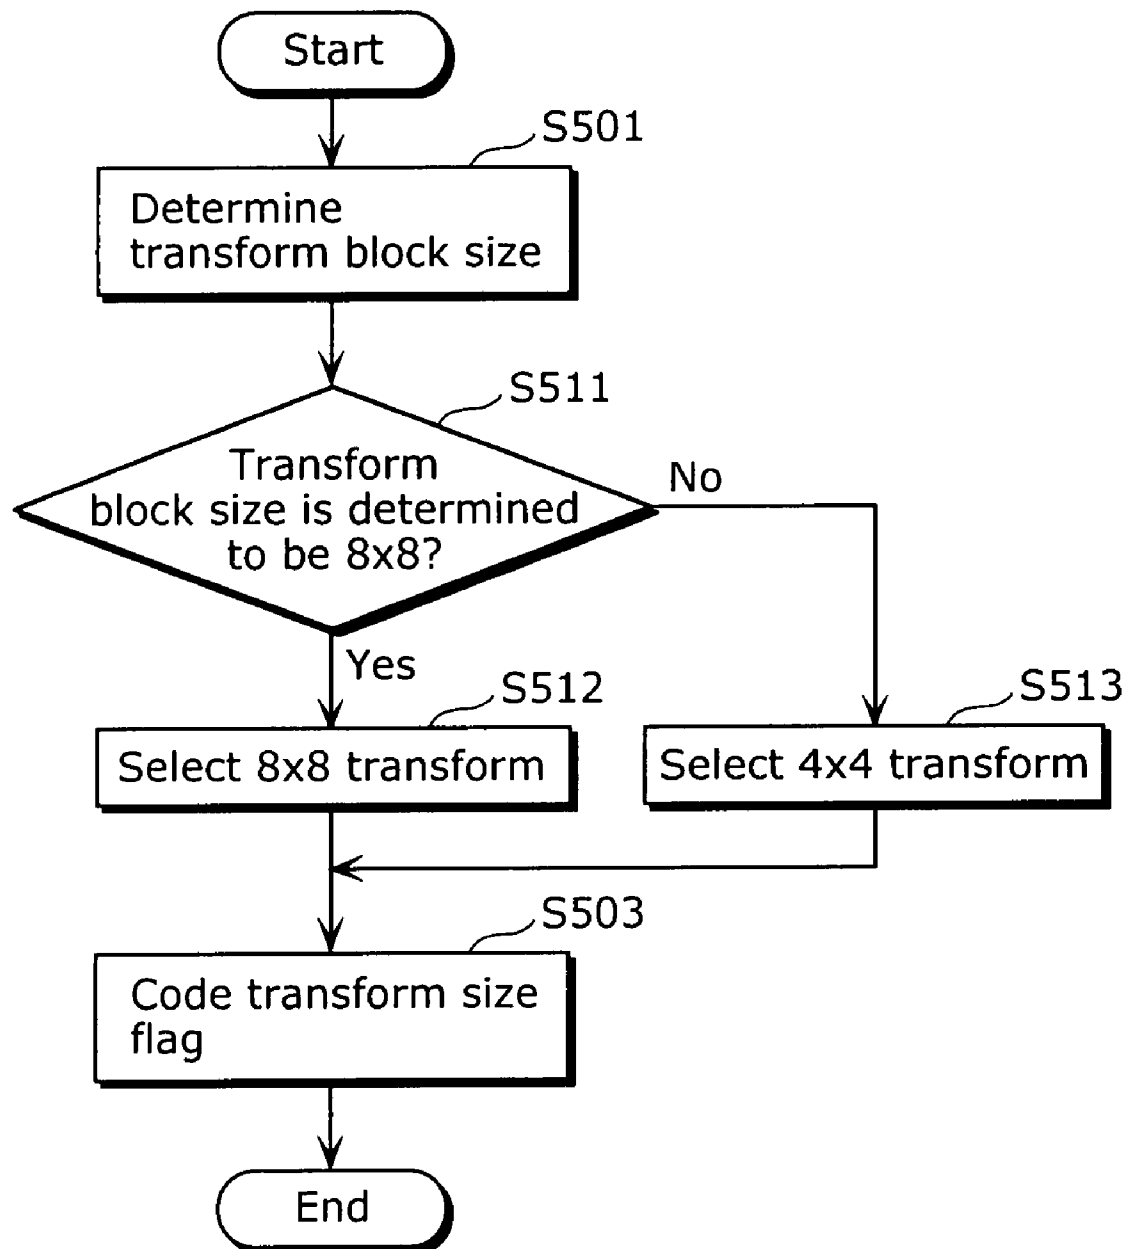 Start
S501
Determine
transform block size
S511
Transform
block size is determined
to be 8x8?
No
Yes
S512
Select 8x8 transform
S513
Select 4x4 transform
S503
Code transform size
flag
End